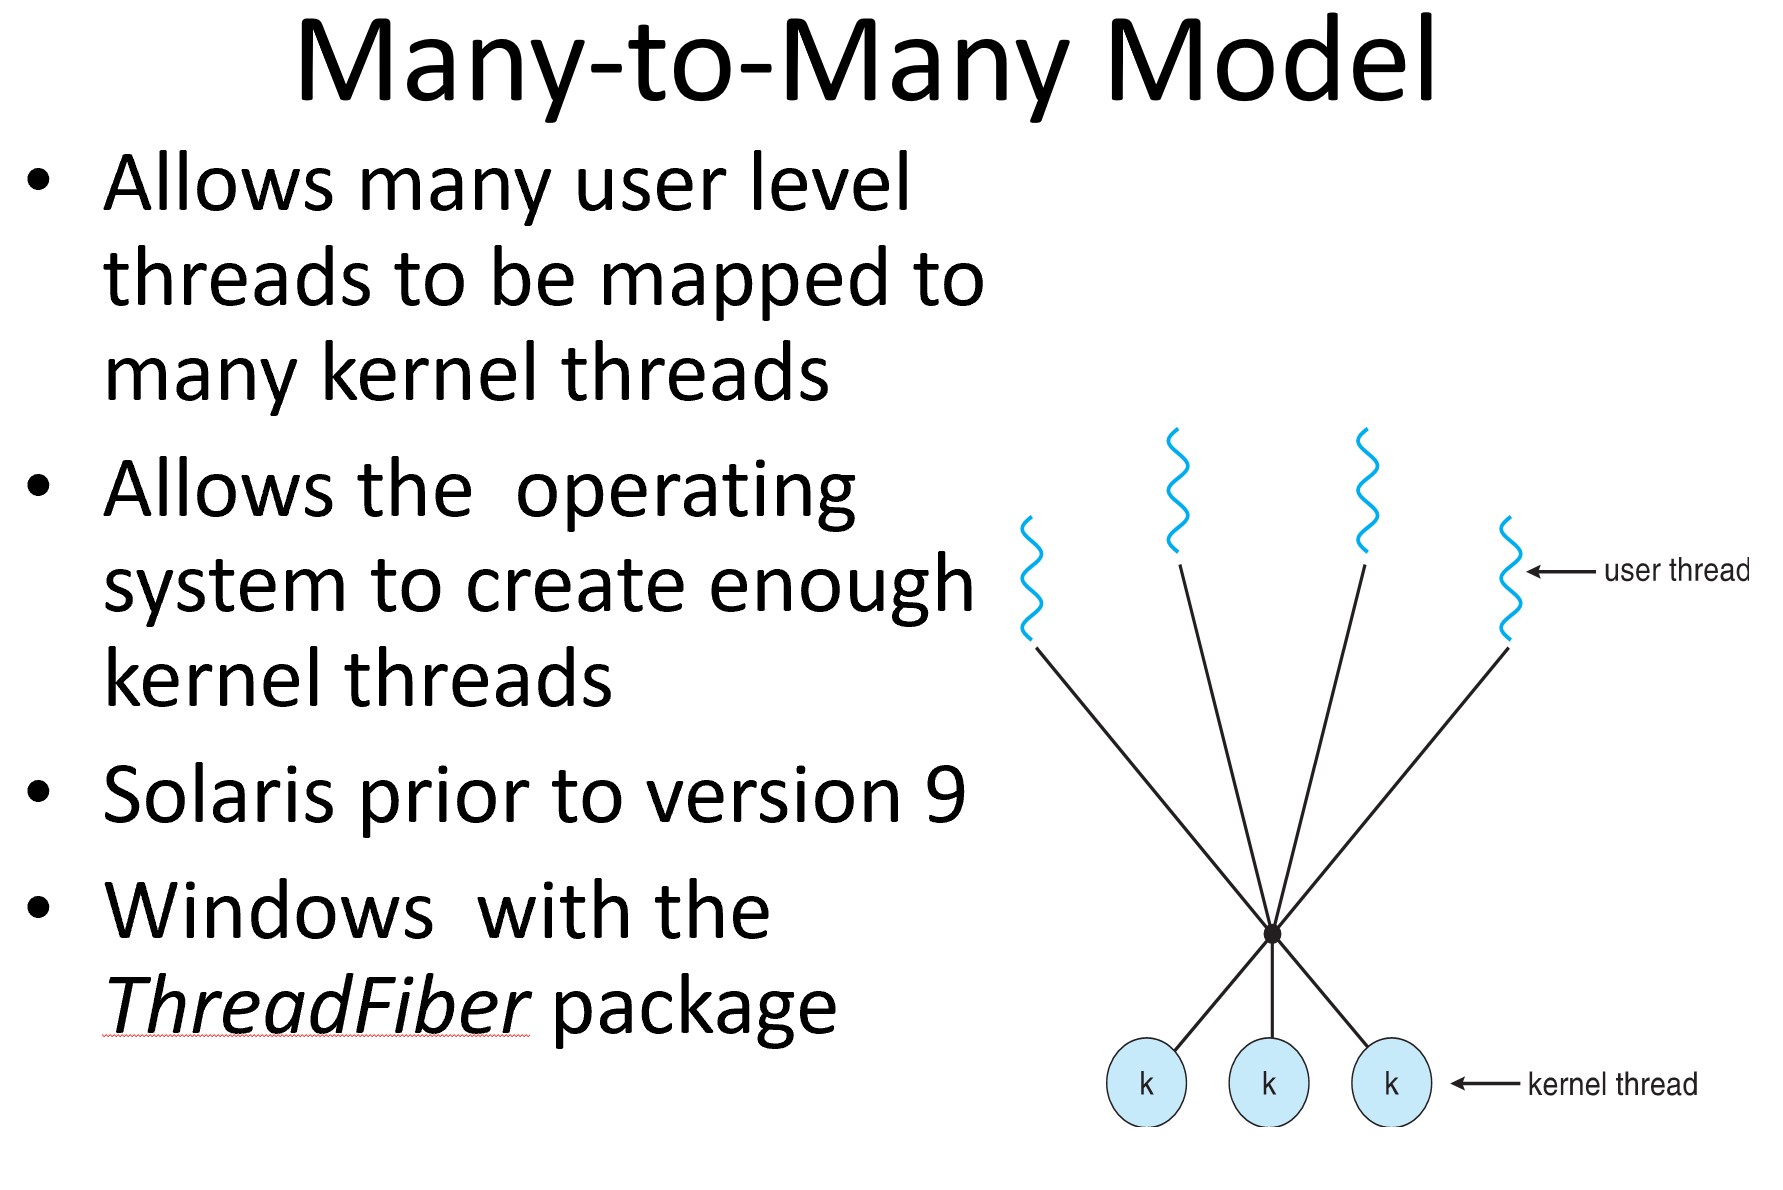 Many-to-Many Model
• Allows many user level
threads to be mapped to
many kernel threads
• Allows the  operating
system to create enough
kernel threads
• Solaris prior to version 9
• Windows  with the
ThreadFiber package
user thread
k k k
kernel thread